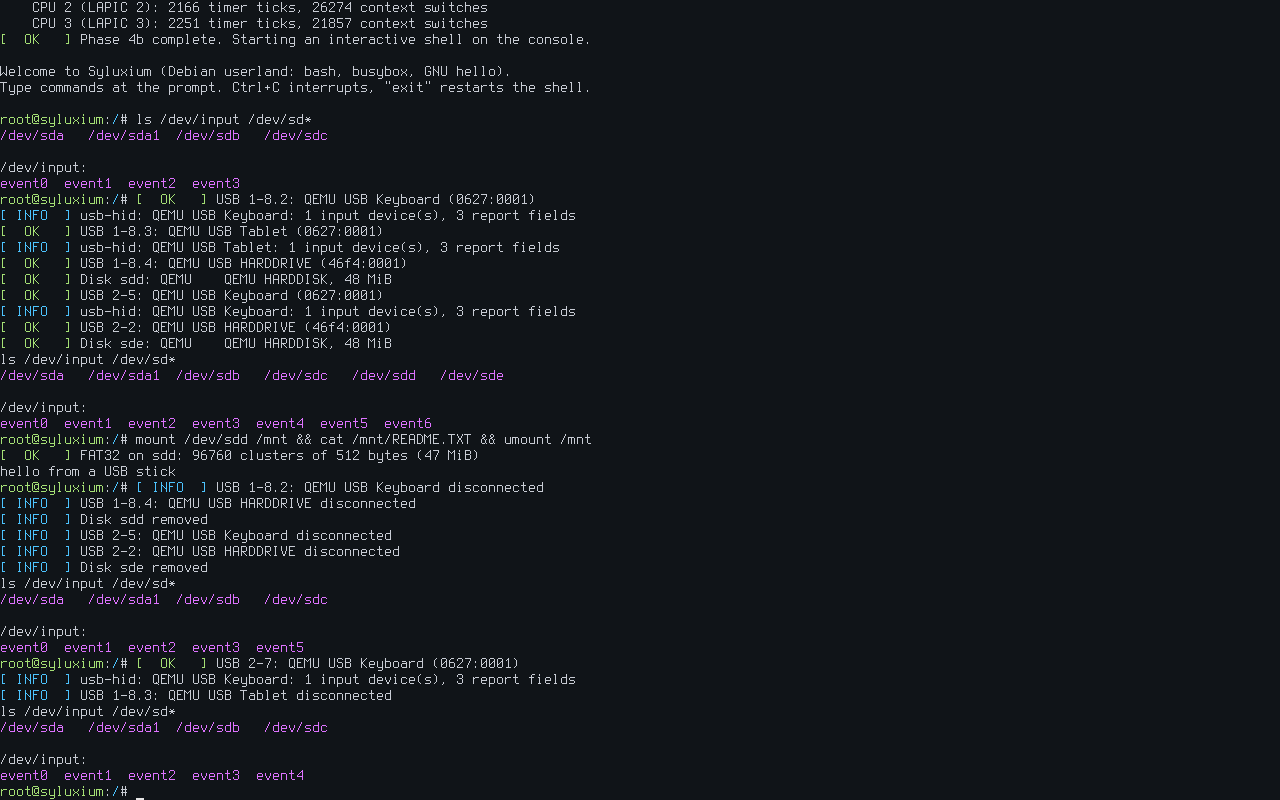 CPU 2 (LAPIC 2): 2166 timer ticks, 26274 context switches
    CPU 3 (LAPIC 3): 2251 timer ticks, 21857 context switches
[  OK   ] Phase 4b complete. Starting an interactive shell on the console.

Welcome to Syluxium (Debian userland: bash, busybox, GNU hello).
Type commands at the prompt. Ctrl+C interrupts, "exit" restarts the shell.

root@syluxium:/# ls /dev/input /dev/sd*
/dev/sda   /dev/sda1  /dev/sdb   /dev/sdc

/dev/input:
event0  event1  event2  event3
root@syluxium:/# [  OK   ] USB 1-8.2: QEMU USB Keyboard (0627:0001)
[ INFO  ] usb-hid: QEMU USB Keyboard: 1 input device(s), 3 report fields
[  OK   ] USB 1-8.3: QEMU USB Tablet (0627:0001)
[ INFO  ] usb-hid: QEMU USB Tablet: 1 input device(s), 3 report fields
[  OK   ] USB 1-8.4: QEMU USB HARDDRIVE (46f4:0001)
[  OK   ] Disk sdd: QEMU    QEMU HARDDISK, 48 MiB
[  OK   ] USB 2-5: QEMU USB Keyboard (0627:0001)
[ INFO  ] usb-hid: QEMU USB Keyboard: 1 input device(s), 3 report fields
[  OK   ] USB 2-2: QEMU USB HARDDRIVE (46f4:0001)
[  OK   ] Disk sde: QEMU    QEMU HARDDISK, 48 MiB
ls /dev/input /dev/sd*
/dev/sda   /dev/sda1  /dev/sdb   /dev/sdc   /dev/sdd   /dev/sde

/dev/input:
event0  event1  event2  event3  event4  event5  event6
root@syluxium:/# mount /dev/sdd /mnt && cat /mnt/README.TXT && umount /mnt
[  OK   ] FAT32 on sdd: 96760 clusters of 512 bytes (47 MiB)
hello from a USB stick
root@syluxium:/# [ INFO  ] USB 1-8.2: QEMU USB Keyboard disconnected
[ INFO  ] USB 1-8.4: QEMU USB HARDDRIVE disconnected
[ INFO  ] Disk sdd removed
[ INFO  ] USB 2-5: QEMU USB Keyboard disconnected
[ INFO  ] USB 2-2: QEMU USB HARDDRIVE disconnected
[ INFO  ] Disk sde removed
ls /dev/input /dev/sd*
/dev/sda   /dev/sda1  /dev/sdb   /dev/sdc

/dev/input:
event0  event1  event2  event3  event5
root@syluxium:/# [  OK   ] USB 2-7: QEMU USB Keyboard (0627:0001)
[ INFO  ] usb-hid: QEMU USB Keyboard: 1 input device(s), 3 report fields
[ INFO  ] USB 1-8.3: QEMU USB Tablet disconnected
ls /dev/input /dev/sd*
/dev/sda   /dev/sda1  /dev/sdb   /dev/sdc

/dev/input:
event0  event1  event2  event3  event4
root@syluxium:/# _